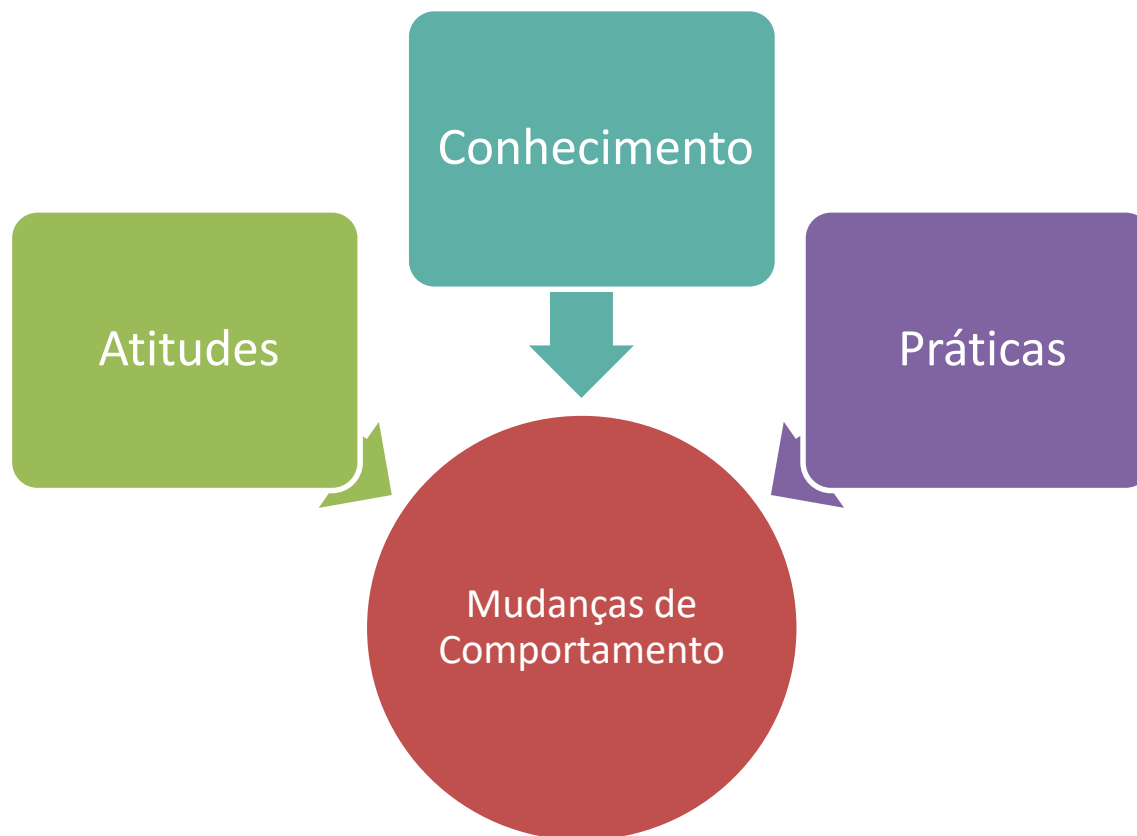 Conhecimento
Atitudes
Práticas
Mudanças de
Comportamento